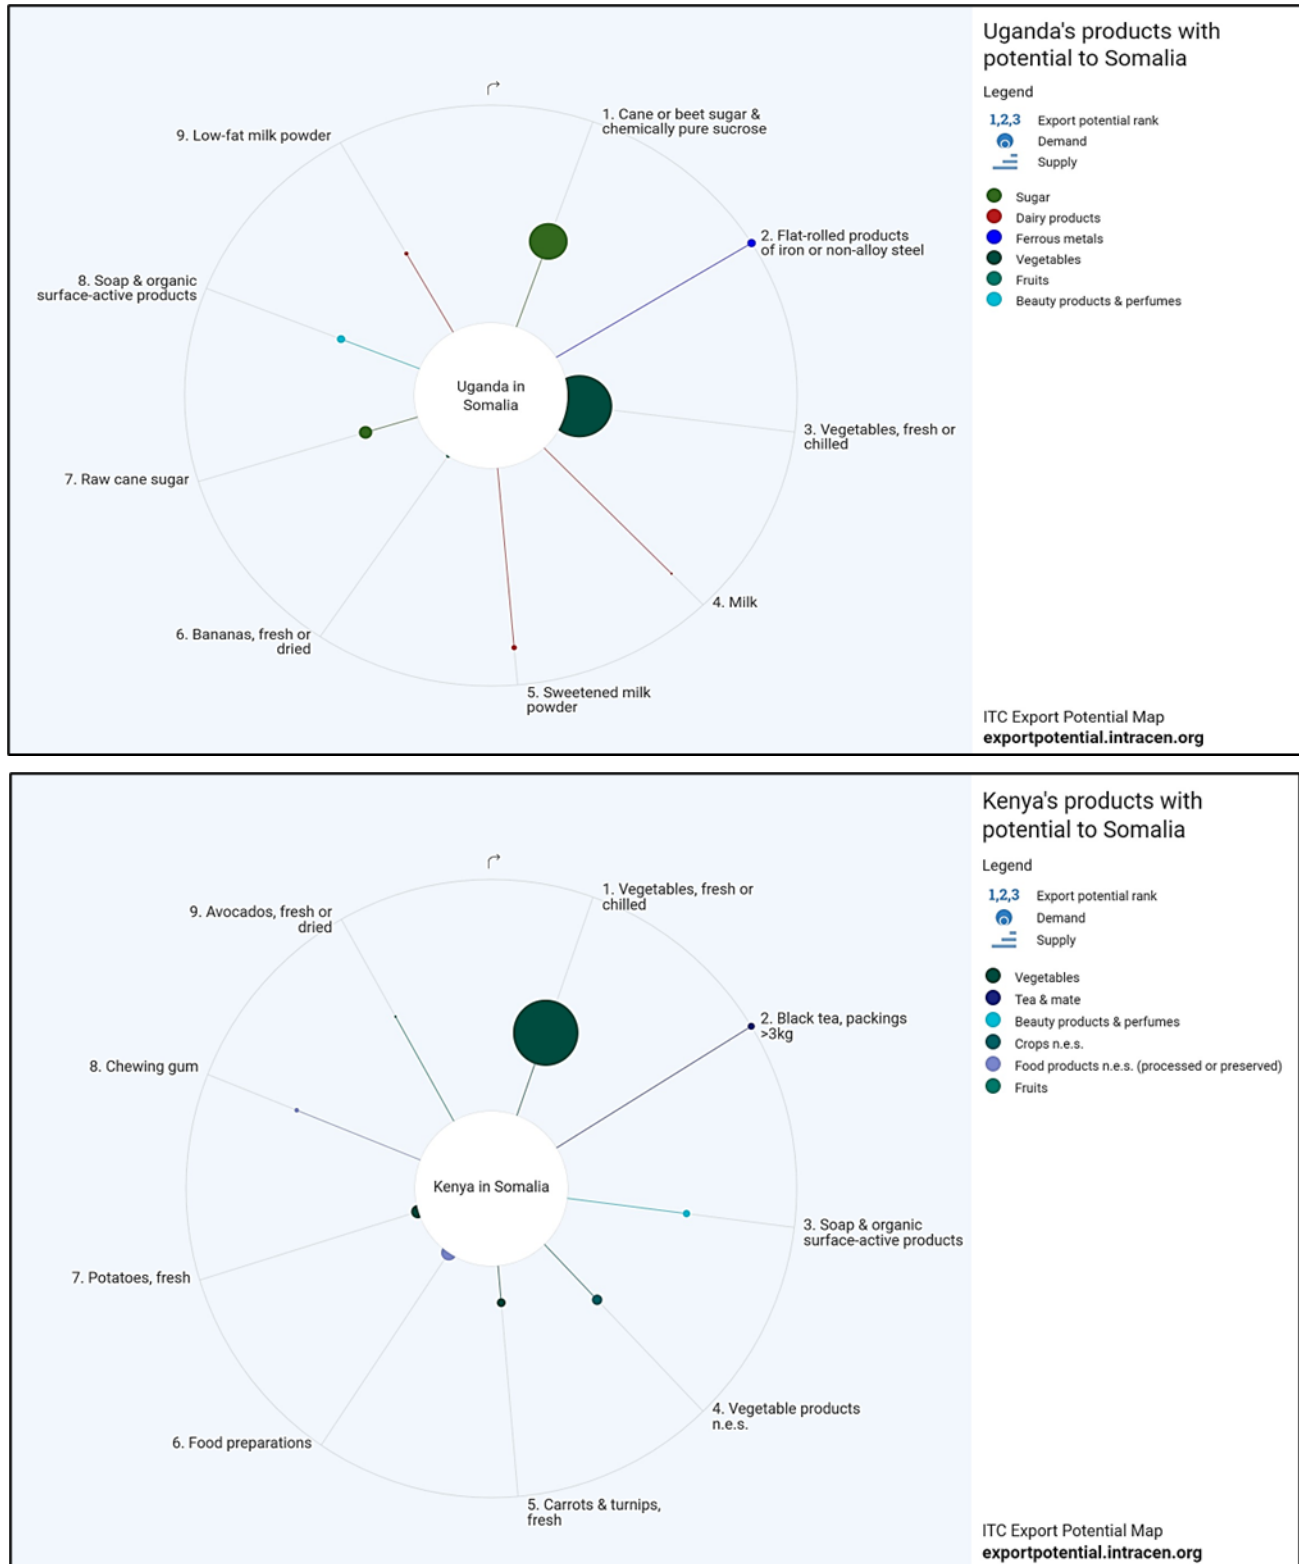 Uganda's products with
potential to Somalia
Legend
1,2,3 Export potential rank
Demand
Supply
Sugar
Dairy products
Ferrous metals
Vegetables
Fruits
Beauty products & perfumes
1. Cane or beet sugar &
chemically pure sucrose
2. Flat-rolled products
of iron or non-alloy steel
3. Vegetables, fresh or
chilled
4. Milk
5. Sweetened milk
powder
6. Bananas, fresh or
dried
7. Raw cane sugar
8. Soap & organic
surface-active products
9. Low-fat milk powder
Uganda in
Somalia
ITC Export Potential Map
exportpotential.intracen.org
Kenya's products with
potential to Somalia
Legend
1,2,3 Export potential rank
Demand
Supply
Vegetables
Tea & mate
Beauty products & perfumes
Crops n.e.s.
Food products n.e.s. (processed or preserved)
Fruits
1. Vegetables, fresh or
chilled
2. Black tea, packings
>3kg
3. Soap & organic
surface-active products
4. Vegetable products
n.e.s.
5. Carrots & turnips,
fresh
6. Food preparations
7. Potatoes, fresh
8. Chewing gum
9. Avocados, fresh or
dried
Kenya in Somalia
ITC Export Potential Map
exportpotential.intracen.org